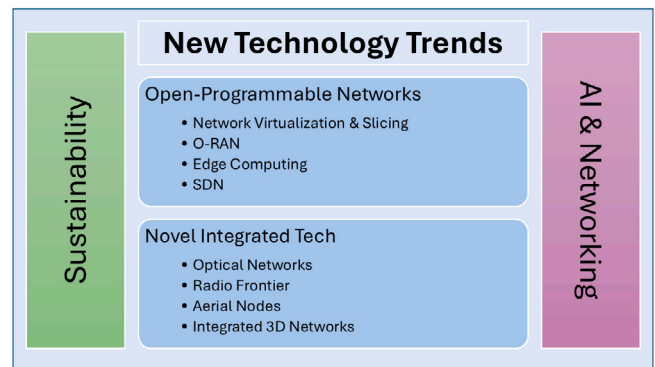 New Technology Trends
Sustainability
Open-Programmable Networks
• Network Virtualization & Slicing
• O-RAN
• Edge Computing
• SDN
Novel Integrated Tech
• Optical Networks
• Radio Frontier
• Aerial Nodes
• Integrated 3D Networks
AI & Networking